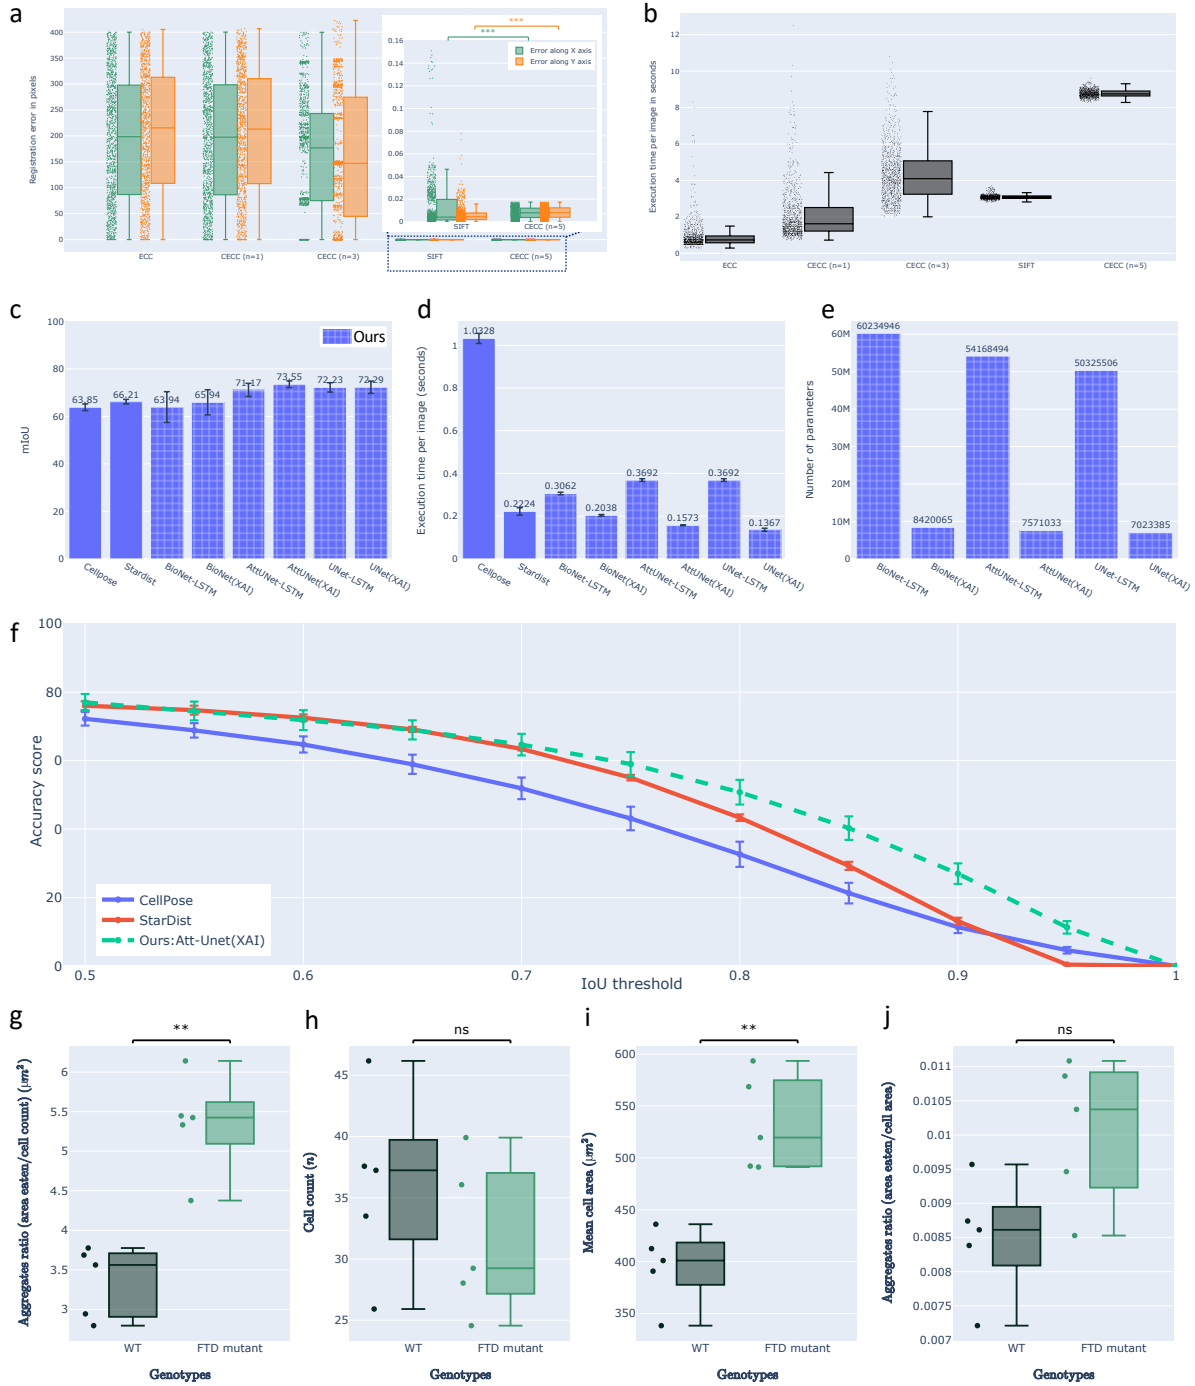 a
Registration error in pixels
400
350
300
250
200
150
100
50
0
ECC
CECC (n=1)
CECC (n=3)
SIFT
CECC (n=5)
***
***
0.16
0.14
0.12
0.1
0.08
0.06
0.04
0.02
0
Error along X axis
Error along Y axis
SIFT
CECC (n=5)
b
Execution time per image in seconds
12
10
8
6
4
2
0
ECC
CECC (n=1)
CECC (n=3)
SIFT
CECC (n=5)
c
mIoU
100
80
60
40
20
0
Ours
63.85
66.21
63.94
65.94
71.17
73.55
72.23
72.29
Cellpose
Stardist
BioNet-LSTM
BioNet(XAI)
AttUNet-LSTM
AttUNet(XAI)
UNet-LSTM
UNet(XAI)
d
Execution time per image (seconds)
1
0.8
0.6
0.4
0.2
0
1.0328
0.2224
0.3062
0.2038
0.3692
0.1573
0.3692
0.1367
Cellpose
Stardist
BioNet-LSTM
BioNet(XAI)
AttUNet-LSTM
AttUNet(XAI)
UNet-LSTM
UNet(XAI)
e
Number of parameters
60M
50M
40M
30M
20M
10M
0
60234946
8420065
54168494
7571033
50325506
7023385
BioNet-LSTM
BioNet(XAI)
AttUNet-LSTM
AttUNet(XAI)
UNet-LSTM
UNet(XAI)
f
Accuracy score
100
80
0
0
20
0
CellPose
StarDist
Ours:Att-Unet(XAI)
0.5
0.6
0.7
0.8
0.9
1
IoU threshold
g
Aggregates ratio (area eaten/cell count) (μm²)
6
5.5
5
4.5
4
3.5
3
**
WT
FTD mutant
Genotypes
h
Cell count (n)
45
40
35
30
25
ns
WT
FTD mutant
Genotypes
i
Mean cell area (μm²)
600
550
500
450
400
350
**
WT
FTD mutant
Genotypes
j
Aggregates ratio (area eaten/cell area)
0.011
0.0105
0.01
0.0095
0.009
0.0085
0.008
0.0075
0.007
ns
WT
FTD mutant
Genotypes